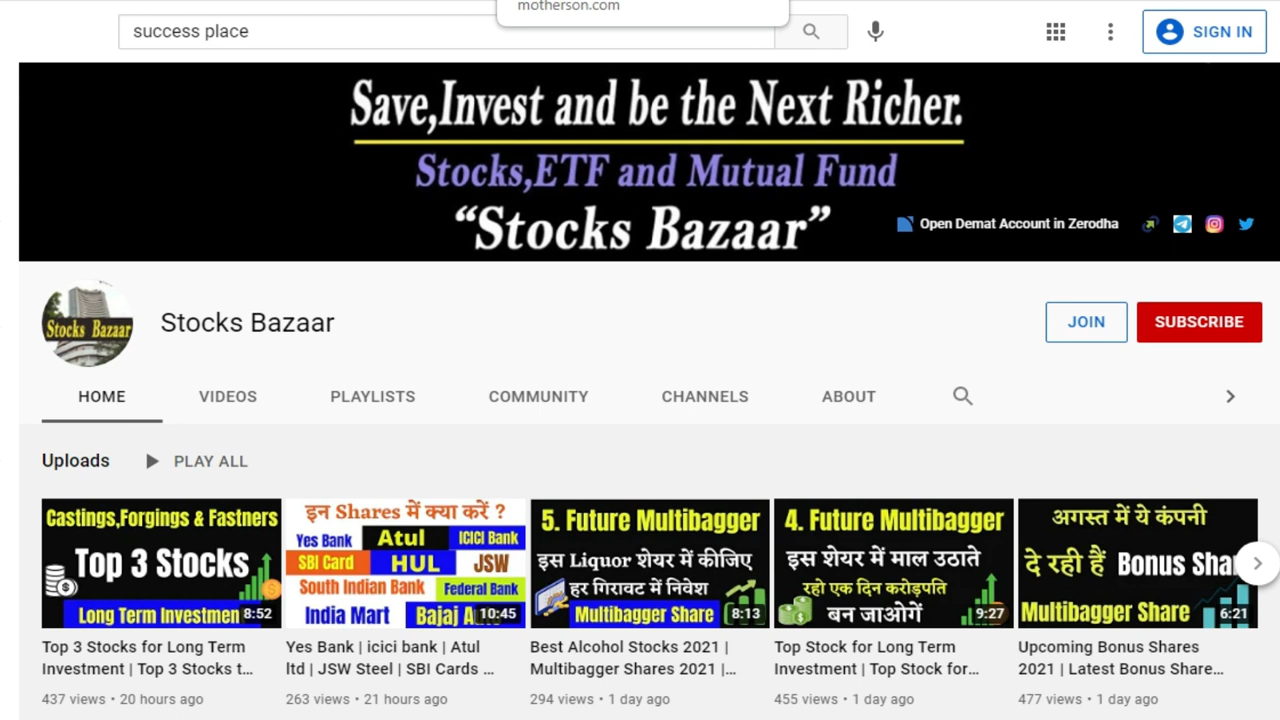 motherson.com
success place
SIGN IN
Save,Invest and be the Next Richer.
Stocks,ETF and Mutual Fund
“Stocks Bazaar”
Open Demat Account in Zerodha
Stocks Bazaar
Stocks Bazaar
JOIN
SUBSCRIBE
HOME
VIDEOS
PLAYLISTS
COMMUNITY
CHANNELS
ABOUT
Uploads
PLAY ALL
Castings,Forgings & Fastners
Top 3 Stocks
Long Term Investmen
8:52
Top 3 Stocks for Long Term
Investment | Top 3 Stocks t...
437 views • 20 hours ago
इन Shares में क्या करें ?
Yes Bank
Atul
ICICI Bank
SBI Card
HUL
JSW
South Indian Bank
Federal Bank
India Mart
Bajaj A
10:45
Yes Bank | icici bank | Atul
ltd | JSW Steel | SBI Cards ...
263 views • 21 hours ago
5. Future Multibagger
इस Liquor शेयर में कीजिए
हर गिरावट में निवेश
Multibagger Share
8:13
Best Alcohol Stocks 2021 |
Multibagger Shares 2021 |...
294 views • 1 day ago
4. Future Multibagger
इस शेयर में माल उठाते
रहो एक दिन करोड़पति
बन जाओगें
9:27
Top Stock for Long Term
Investment | Top Stock for...
455 views • 1 day ago
अगस्त में ये कंपनी
दे रही हैं Bonus Shar
Multibagger Share
6:21
Upcoming Bonus Shares
2021 | Latest Bonus Share...
477 views • 1 day ago